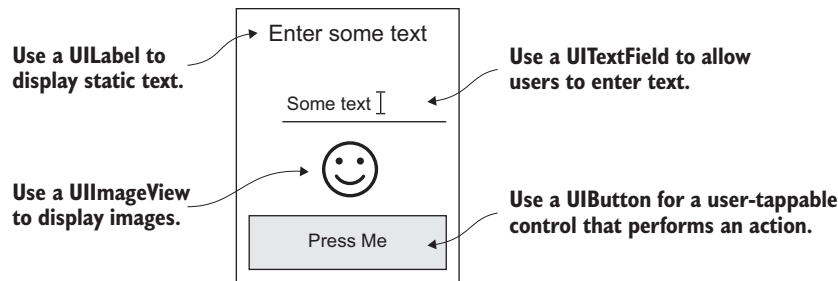 Enter some text
Use a UILabel to
display static text.
Use a UITextField to allow
users to enter text.
Some text
Use a UIImageView
to display images.
Use a UIButton for a user-tappable
control that performs an action.
Press Me